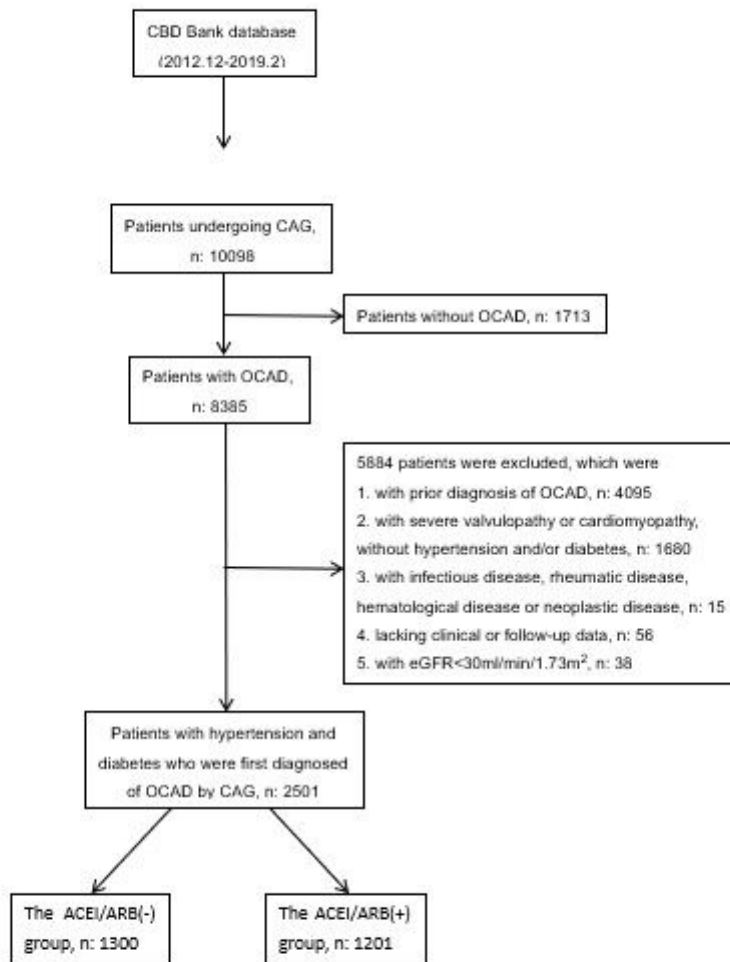 CBD Bank database
(2012.12-2019.2)
Patients undergoing CAG,
n: 10098
Patients without OCAD, n: 1713
Patients with OCAD,
n: 8385
5884 patients were excluded, which were
1. with prior diagnosis of OCAD, n: 4095
2. with severe valvulopathy or cardiomyopathy,
without hypertension and/or diabetes, n: 1680
3. with infectious disease, rheumatic disease,
hematological disease or neoplastic disease, n: 15
4. lacking clinical or follow-up data, n: 56
5. with eGFR<30ml/min/1.73m², n: 38
Patients with hypertension and
diabetes who were first diagnosed
of OCAD by CAG, n: 2501
The ACEI/ARB(-)
group, n: 1300
The ACEI/ARB(+)
group, n: 1201